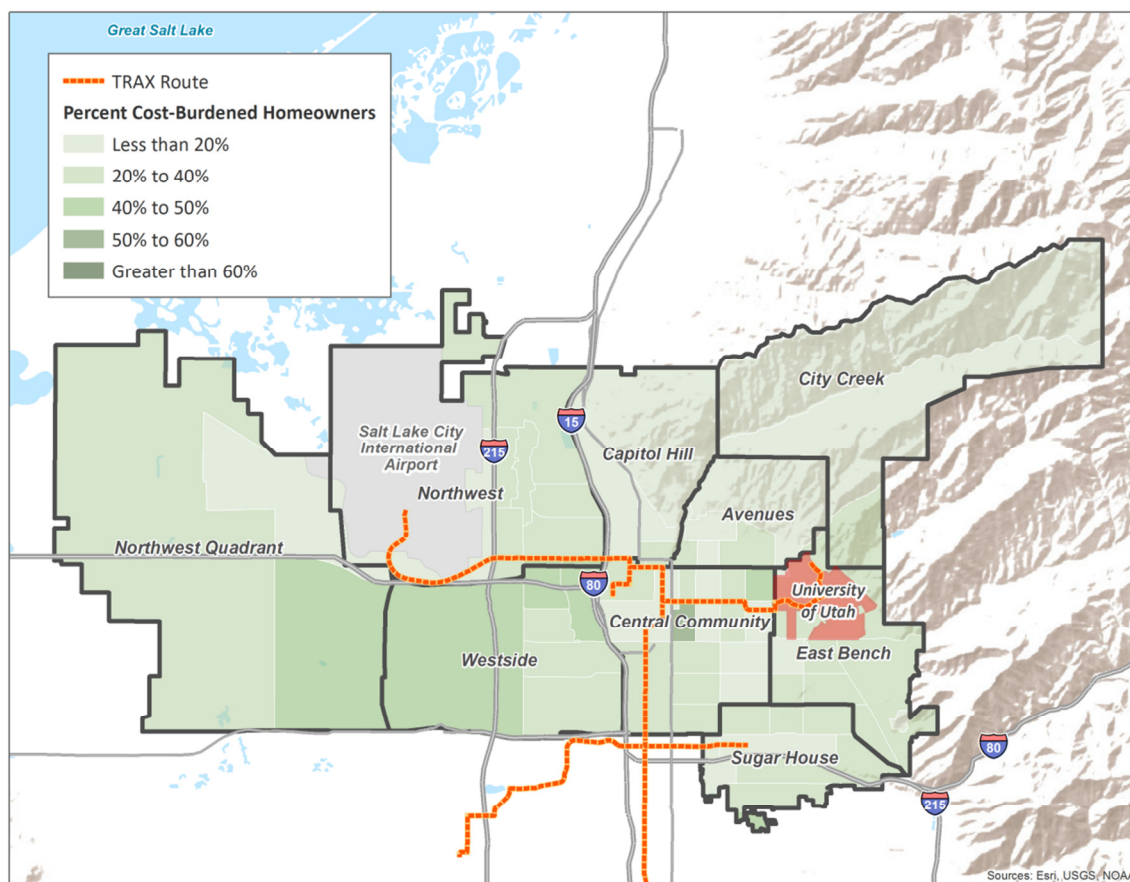 Great Salt Lake
TRAX Route
Percent Cost-Burdened Homeowners
Less than 20%
20% to 40%
40% to 50%
50% to 60%
Greater than 60%
City Creek
15
Salt Lake City
International
Airport
215
Capitol Hill
Northwest
Avenues
Northwest Quadrant
80
University
of Utah
Central Community
East Bench
Westside
Sugar House
80
215
Sources: Esri, USGS, NOAA